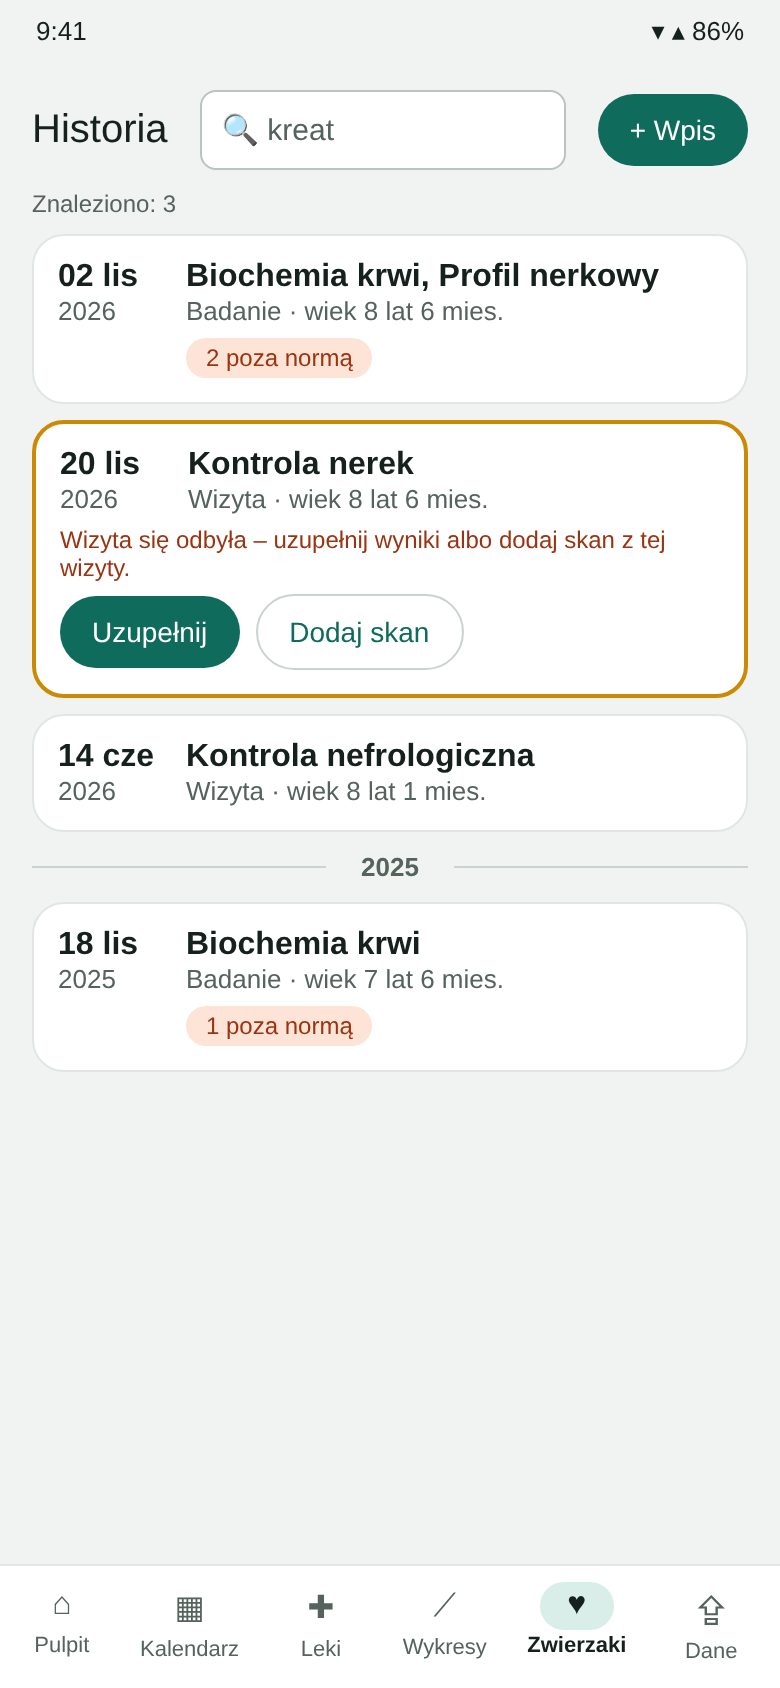 9:41
▼▲ 86%
Historia
🔍 kreat
+ Wpis
Znaleziono: 3
02 lis
Biochemia krwi, Profil nerkowy
2026
Badanie · wiek 8 lat 6 mies.
2 poza normą
20 lis
Kontrola nerek
2026
Wizyta · wiek 8 lat 6 mies.
Wizyta się odbyła – uzupełnij wyniki albo dodaj skan z tej
wizyty.
Uzupełnij
Dodaj skan
14 cze
Kontrola nefrologiczna
2026
Wizyta · wiek 8 lat 1 mies.
2025
18 lis
Biochemia krwi
2025
Badanie · wiek 7 lat 6 mies.
1 poza normą
Pulpit
Kalendarz
Leki
Wykresy
Zwierzaki
Dane